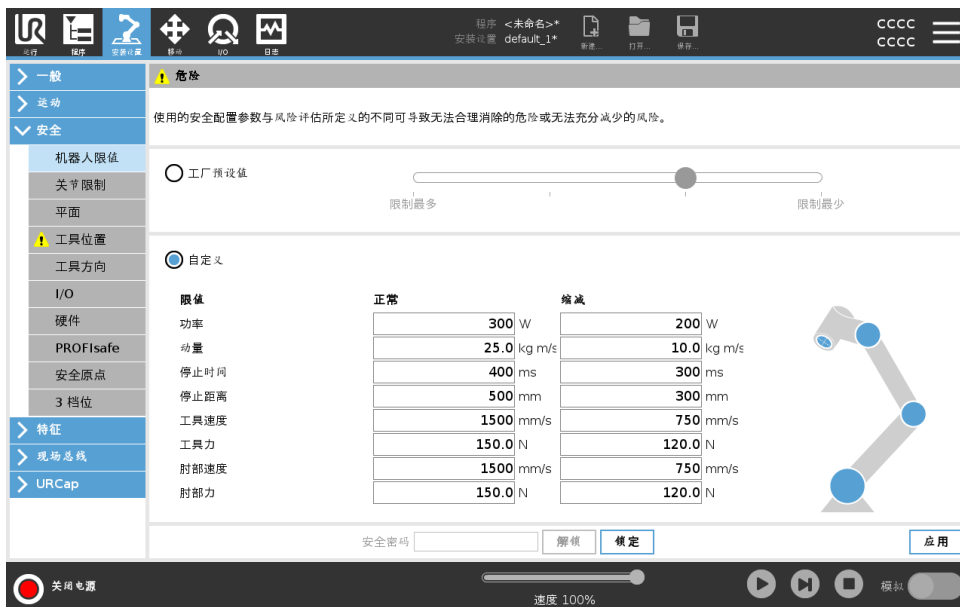 程序 <未命名>*
安装设置 default_1*
CCCC
CCCC
运行 程序 安装设置 移动 I/O 日志 新建... 打开... 保存...
一般
运动
安全
机器人限值
关节限制
平面
工具位置
工具方向
I/O
硬件
PROFIsafe
安全原点
3 档位
特征
现场总线
URCap
危险
使用的安全配置参数与风险评估所定义的不同可导致无法合理消除的危险或无法充分减少的风险。
工厂预设值
限制最多 限制最少
自定义
限值 正常 缩减
功率 300 W 200 W
动量 25.0 kg m/s 10.0 kg m/s
停止时间 400 ms 300 ms
停止距离 500 mm 300 mm
工具速度 1500 mm/s 750 mm/s
工具力 150.0 N 120.0 N
肘部速度 1500 mm/s 750 mm/s
肘部力 150.0 N 120.0 N
安全密码 解锁 锁定 应用
关闭电源
速度 100%
模拟